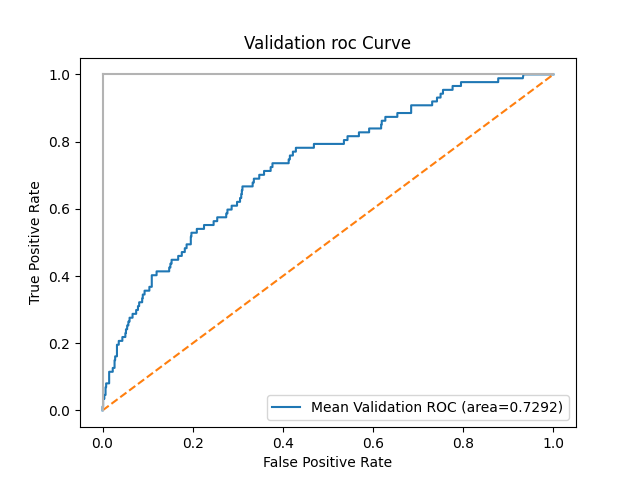 Validation roc Curve
True Positive Rate
1.0
0.8
0.6
0.4
0.2
0.0
Mean Validation ROC (area=0.7292)
0.0 0.2 0.4 0.6 0.8 1.0
False Positive Rate